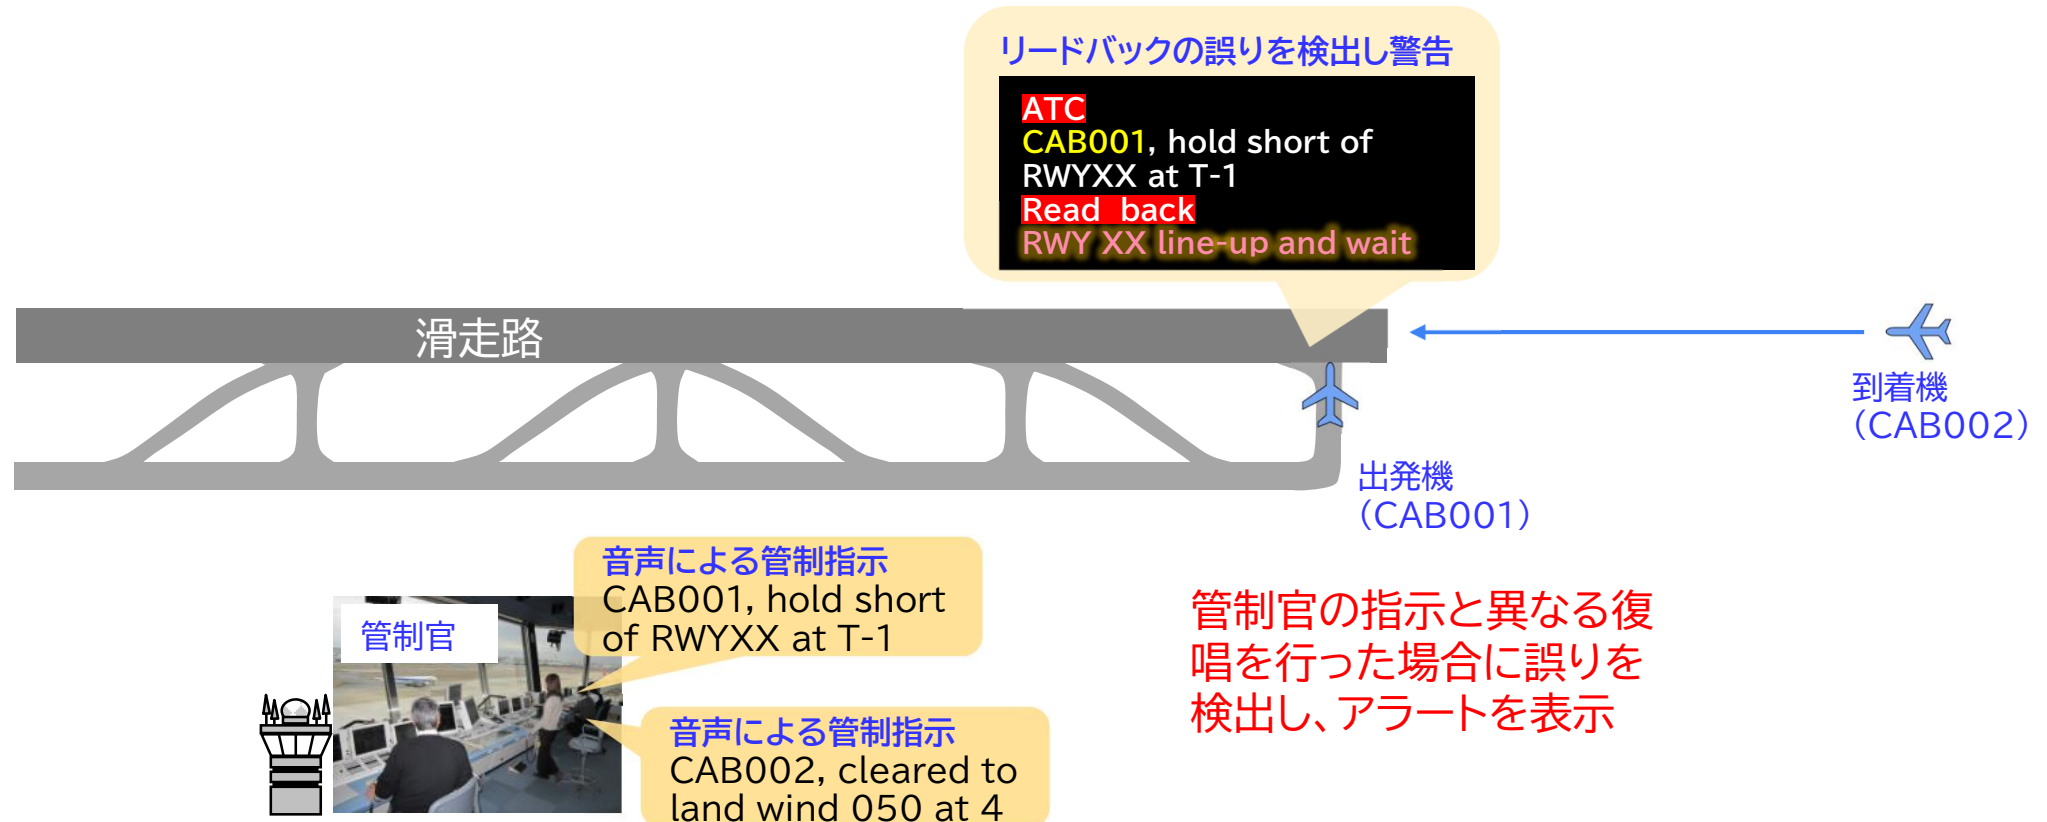 リードバックの誤りを検出し警告
ATC
CAB001, hold short of
RWYXX at T-1
Read back
RWY XX line-up and wait
滑走路
到着機
（CAB002）
出発機
（CAB001）
音声による管制指示
CAB001, hold short
of RWYXX at T-1
管制官
音声による管制指示
CAB002, cleared to
land wind 050 at 4
管制官の指示と異なる復
唱を行った場合に誤りを
検出し、アラートを表示